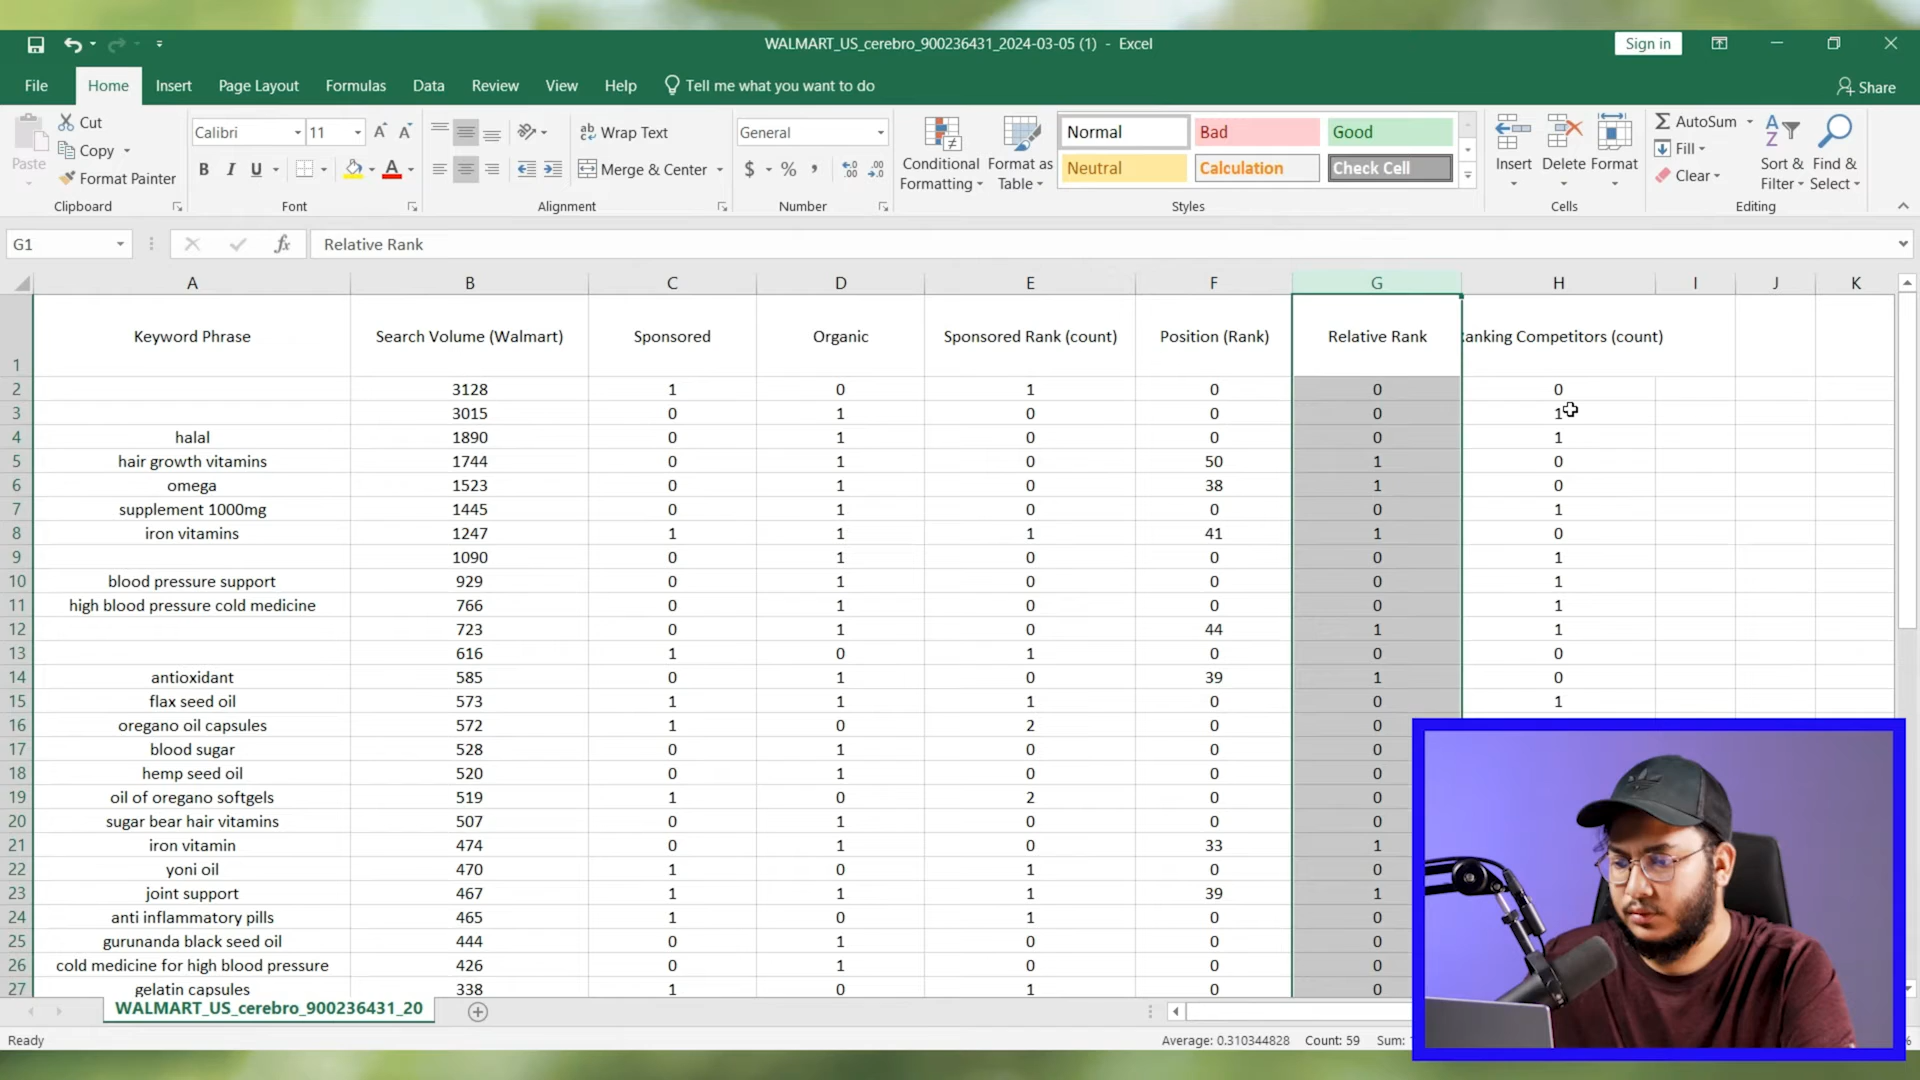 WALMART_US_cerebro_900236431_2024-03-05 (1) - Excel
Sign in
File Home Insert Page Layout Formulas Data Review View Help Tell me what you want to do
Share
Paste
Cut
Copy
Format Painter
Clipboard
Calibri 11
B I U
Font
Wrap Text
Merge & Center
Alignment
General
$ % ,
Number
Conditional Formatting
Format as Table
Normal Bad Good
Neutral Calculation Check Cell
Styles
Insert Delete Format
Cells
AutoSum
Fill
Clear
Sort & Filter
Find & Select
Editing
G1 fx Relative Rank
A B C D E F G H I J K
1 Keyword Phrase Search Volume (Walmart) Sponsored Organic Sponsored Rank (count) Position (Rank) Relative Rank anking Competitors (count)
2 3128 1 0 1 0 0 0
3 3015 0 1 0 0 0 1
4 halal 1890 0 1 0 0 0 1
5 hair growth vitamins 1744 0 1 0 50 1 0
6 omega 1523 0 1 0 38 1 0
7 supplement 1000mg 1445 0 1 0 0 0 1
8 iron vitamins 1247 1 1 1 41 1 0
9 1090 0 1 0 0 0 1
10 blood pressure support 929 0 1 0 0 0 1
11 high blood pressure cold medicine 766 0 1 0 0 0 1
12 723 0 1 0 44 1 1
13 616 1 0 1 0 0 0
14 antioxidant 585 0 1 0 39 1 0
15 flax seed oil 573 1 1 1 0 0 1
16 oregano oil capsules 572 1 0 2 0 0
17 blood sugar 528 0 1 0 0 0
18 hemp seed oil 520 0 1 0 0 0
19 oil of oregano softgels 519 1 0 2 0 0
20 sugar bear hair vitamins 507 0 1 0 0 0
21 iron vitamin 474 0 1 0 33 1
22 yoni oil 470 1 0 1 0 0
23 joint support 467 1 1 1 39 1
24 anti inflammatory pills 465 1 0 1 0 0
25 gurunanda black seed oil 444 0 1 0 0 0
26 cold medicine for high blood pressure 426 0 1 0 0 0
27 gelatin capsules 338 1 0 1 0 0
WALMART_US_cerebro_900236431_20
Ready Average: 0.310344828 Count: 59 Sum: